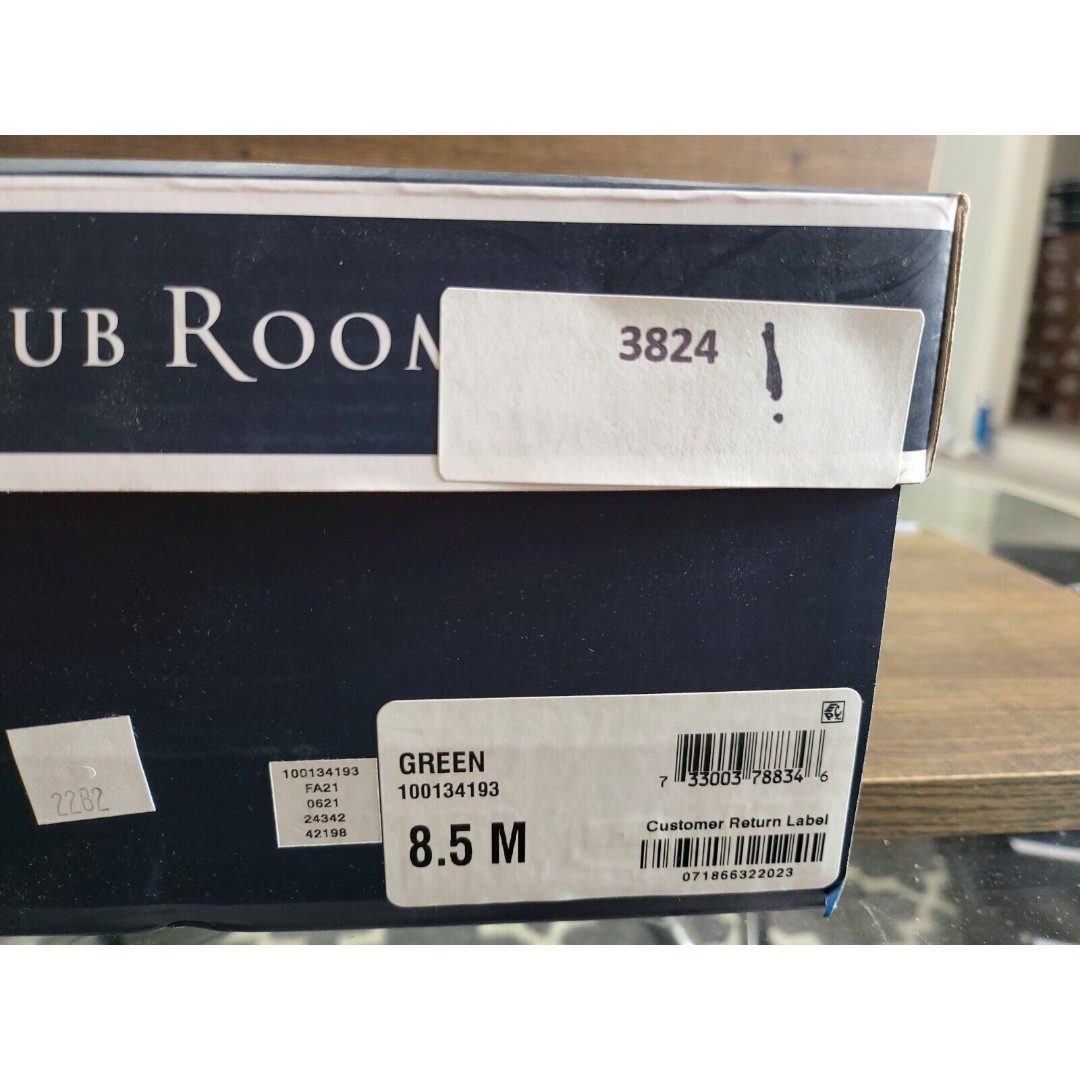 UB ROOM
3824 !
2282
100134193
FA21
0621
24342
42198
GREEN
100134193
8.5 M
7 33003 78834 6
Customer Return Label
071866322023